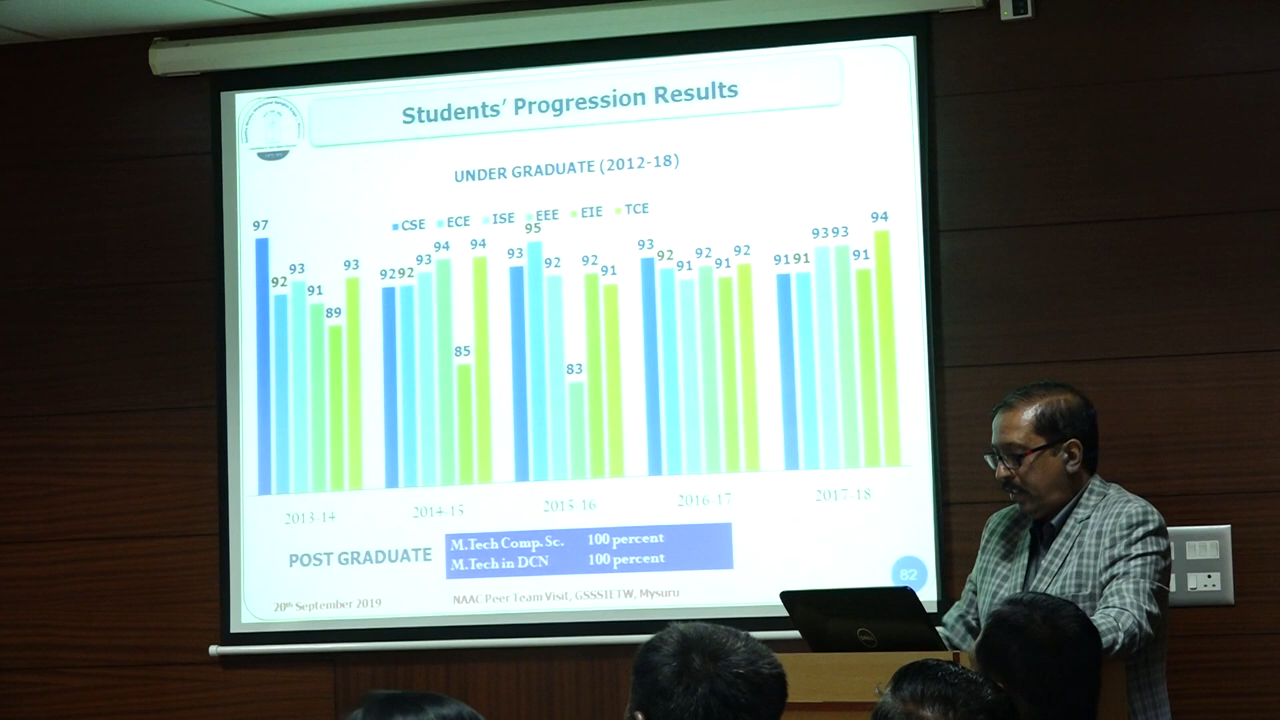 Students' Progression Results
UNDER GRADUATE (2012-18)
CSE ECE ISE EEE EIE TCE
97 92 93 91 89 93
92 92 93 94 85 94
93 95 92 83 92 91
93 92 91 92 91 92
91 91 93 93 91 94
2013-14 2014-15 2015-16 2016-17 2017-18
POST GRADUATE
M.Tech Comp. Sc. 100 percent
M.Tech in DCN 100 percent
82
20th September 2019
NAAC Peer Team Visit, GSSSIETW, Mysuru
DELL